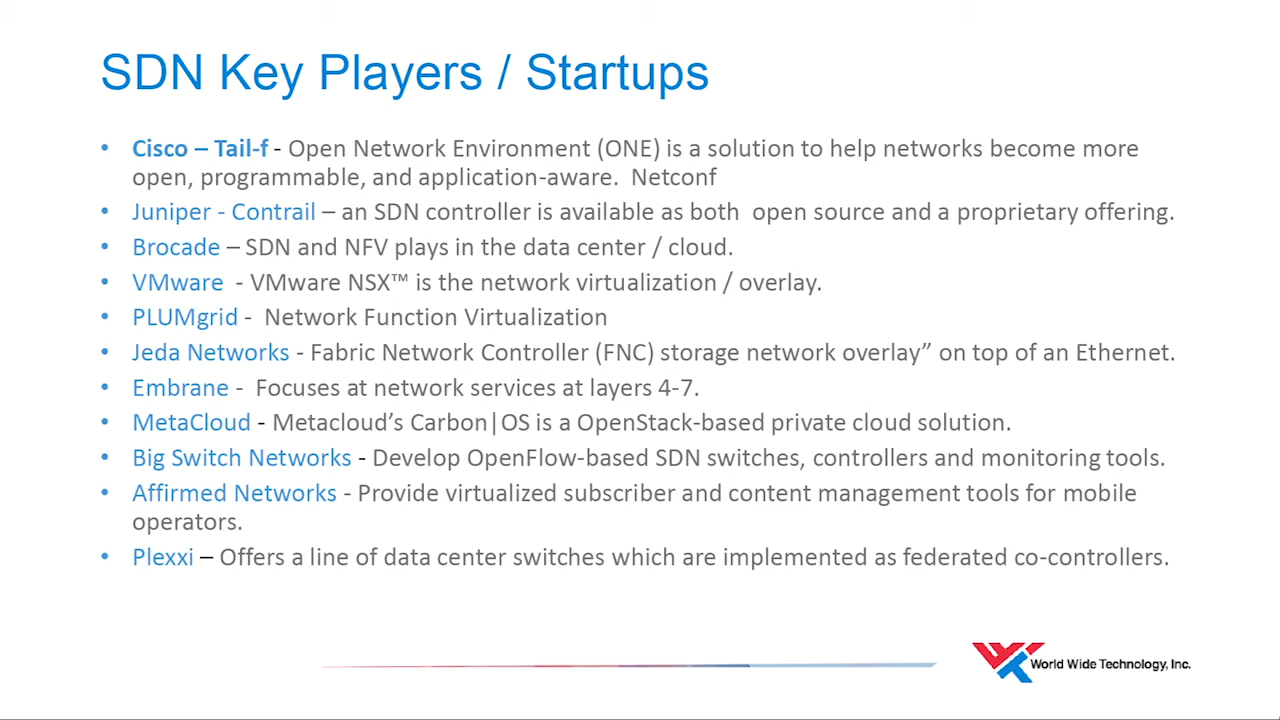 SDN Key Players / Startups
• Cisco – Tail-f - Open Network Environment (ONE) is a solution to help networks become more
open, programmable, and application-aware.  Netconf
• Juniper - Contrail – an SDN controller is available as both  open source and a proprietary offering.
• Brocade – SDN and NFV plays in the data center / cloud.
• VMware  - VMware NSX™ is the network virtualization / overlay.
• PLUMgrid -  Network Function Virtualization
• Jeda Networks - Fabric Network Controller (FNC) storage network overlay” on top of an Ethernet.
• Embrane -  Focuses at network services at layers 4-7.
• MetaCloud - Metacloud’s Carbon|OS is a OpenStack-based private cloud solution.
• Big Switch Networks - Develop OpenFlow-based SDN switches, controllers and monitoring tools.
• Affirmed Networks - Provide virtualized subscriber and content management tools for mobile
operators.
• Plexxi – Offers a line of data center switches which are implemented as federated co-controllers.
World Wide Technology, Inc.